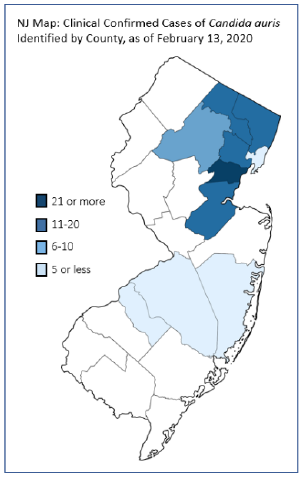 NJ Map: Clinical Confirmed Cases of Candida auris
Identified by County, as of February 13, 2020
21 or more
11-20
6-10
5 or less